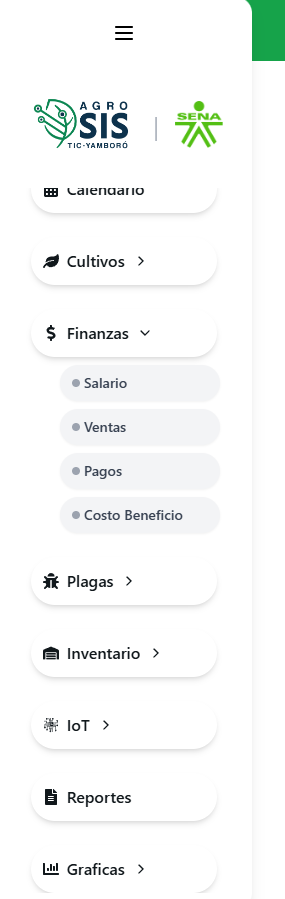 AGRO
SIS
TIC-YAMBORÓ
SENA
Calendario
Cultivos
Finanzas
Salario
Ventas
Pagos
Costo Beneficio
Plagas
Inventario
IoT
Reportes
Graficas